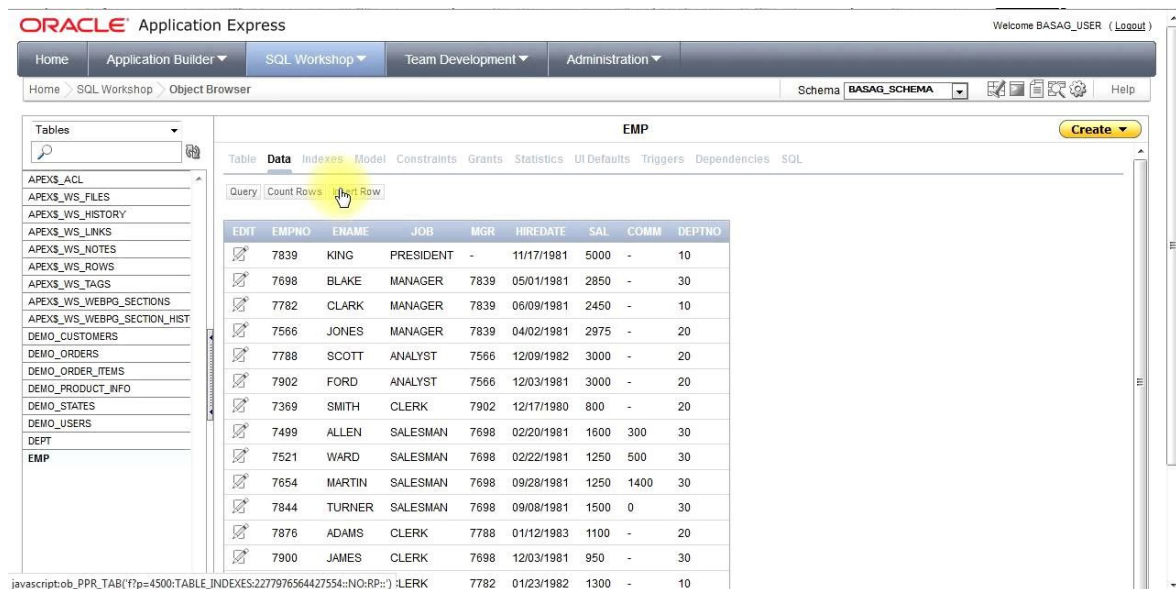 ORACLE Application Express
Welcome BASAG_USER ( Logout )
Home Application Builder SQL Workshop Team Development Administration
Home > SQL Workshop > Object Browser
Schema BASAG_SCHEMA Help
Tables
EMP
Create
Table Data Indexes Model Constraints Grants Statistics UI Defaults Triggers Dependencies SQL
Query Count Rows Insert Row
APEX$_ACL
APEX$_WS_FILES
APEX$_WS_HISTORY
APEX$_WS_LINKS
APEX$_WS_NOTES
APEX$_WS_ROWS
APEX$_WS_TAGS
APEX$_WS_WEBPG_SECTIONS
APEX$_WS_WEBPG_SECTION_HIST
DEMO_CUSTOMERS
DEMO_ORDERS
DEMO_ORDER_ITEMS
DEMO_PRODUCT_INFO
DEMO_STATES
DEMO_USERS
DEPT
EMP
EDIT EMPNO ENAME JOB MGR HIREDATE SAL COMM DEPTNO
7839 KING PRESIDENT - 11/17/1981 5000 - 10
7698 BLAKE MANAGER 7839 05/01/1981 2850 - 30
7782 CLARK MANAGER 7839 06/09/1981 2450 - 10
7566 JONES MANAGER 7839 04/02/1981 2975 - 20
7788 SCOTT ANALYST 7566 12/09/1982 3000 - 20
7902 FORD ANALYST 7566 12/03/1981 3000 - 20
7369 SMITH CLERK 7902 12/17/1980 800 - 20
7499 ALLEN SALESMAN 7698 02/20/1981 1600 300 30
7521 WARD SALESMAN 7698 02/22/1981 1250 500 30
7654 MARTIN SALESMAN 7698 09/28/1981 1250 1400 30
7844 TURNER SALESMAN 7698 09/08/1981 1500 0 30
7876 ADAMS CLERK 7788 01/12/1983 1100 - 20
7900 JAMES CLERK 7698 12/03/1981 950 - 30
javascript:ob_PPR_TAB('f?p=4500:TABLE_INDEXES:2277976564427554::NO:RP::') CLERK 7782 01/23/1982 1300 - 10